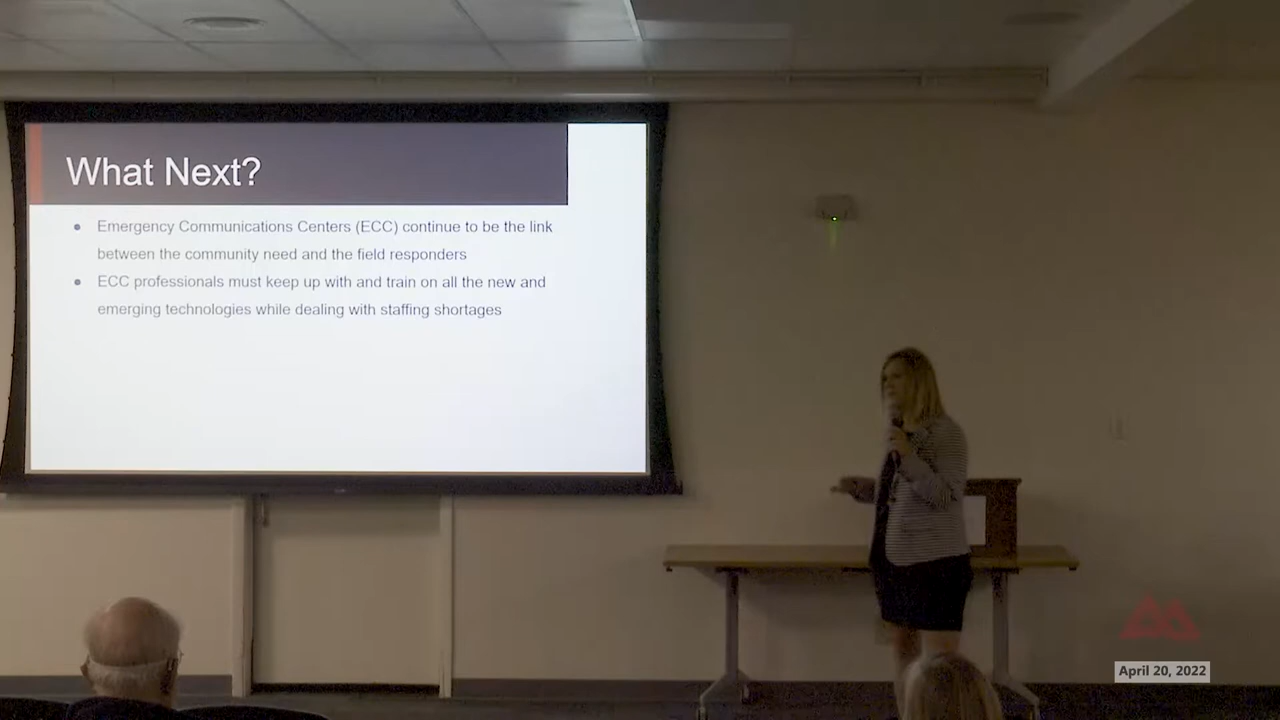 What Next?
Emergency Communications Centers (ECC) continue to be the link
between the community need and the field responders
ECC professionals must keep up with and train on all the new and
emerging technologies while dealing with staffing shortages
April 20, 2022